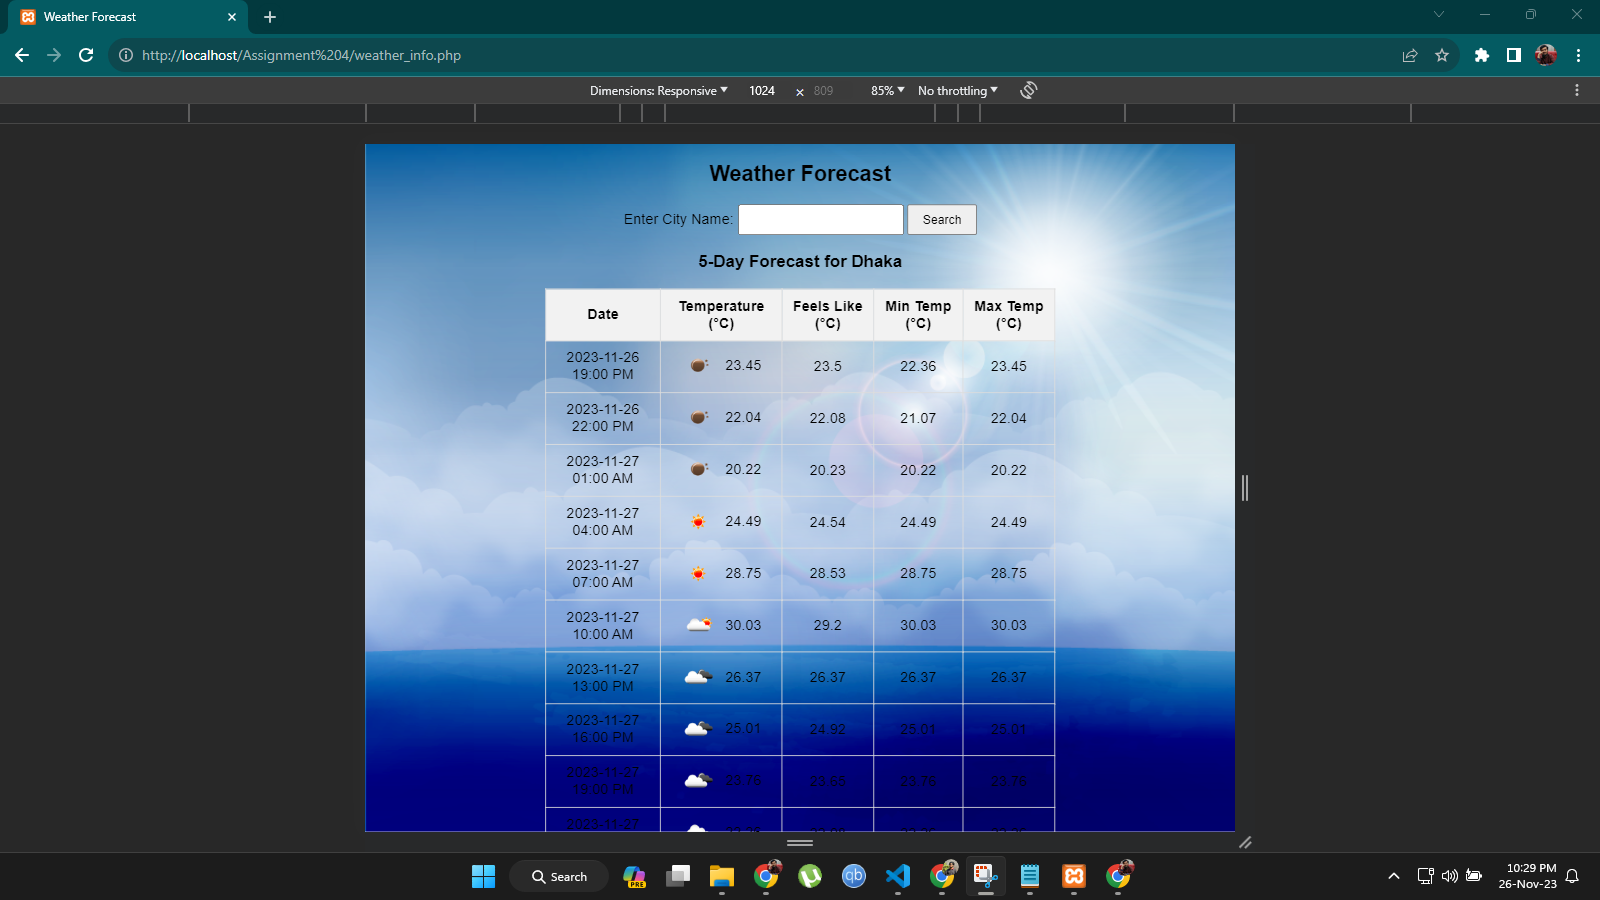 Weather Forecast
http://localhost/Assignment%204/weather_info.php
Dimensions: Responsive 1024 × 809 85% No throttling
Weather Forecast
Enter City Name: Search
5-Day Forecast for Dhaka
Date Temperature (°C) Feels Like (°C) Min Temp (°C) Max Temp (°C)
2023-11-26 19:00 PM 23.45 23.5 22.36 23.45
2023-11-26 22:00 PM 22.04 22.08 21.07 22.04
2023-11-27 01:00 AM 20.22 20.23 20.22 20.22
2023-11-27 04:00 AM 24.49 24.54 24.49 24.49
2023-11-27 07:00 AM 28.75 28.53 28.75 28.75
2023-11-27 10:00 AM 30.03 29.2 30.03 30.03
2023-11-27 13:00 PM 26.37 26.37 26.37 26.37
2023-11-27 16:00 PM 25.01 24.92 25.01 25.01
2023-11-27 19:00 PM 23.76 23.65 23.76 23.76
2023-11-27
PRE
Search
qb
10:29 PM
26-Nov-23